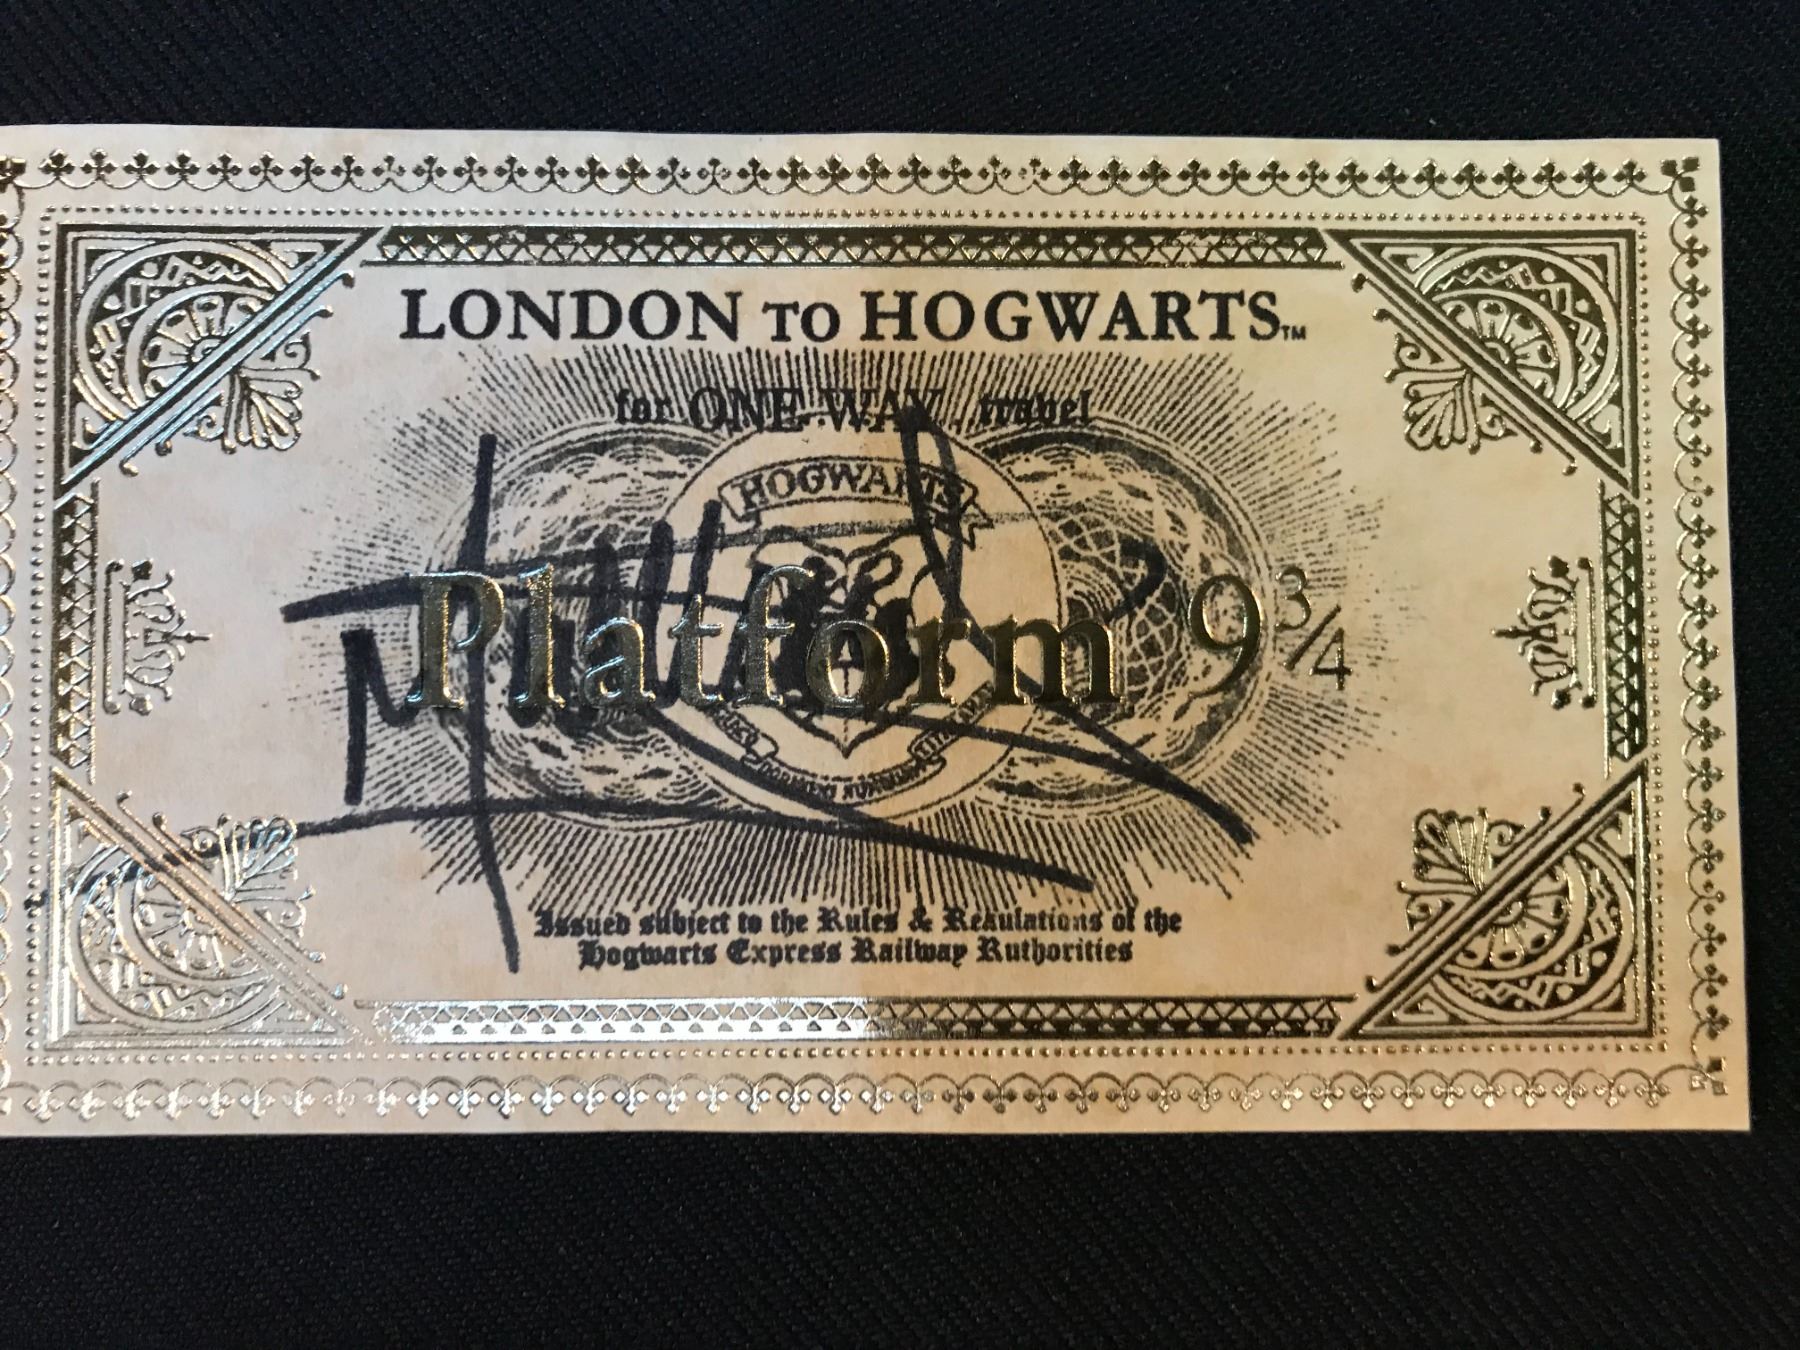 LONDON TO HOGWARTS™
for ONE WAY travel
HOGWARTS
Platform 9¾
Issued subject to the Rules & Regulations of the
Hogwarts Express Railway Authorities